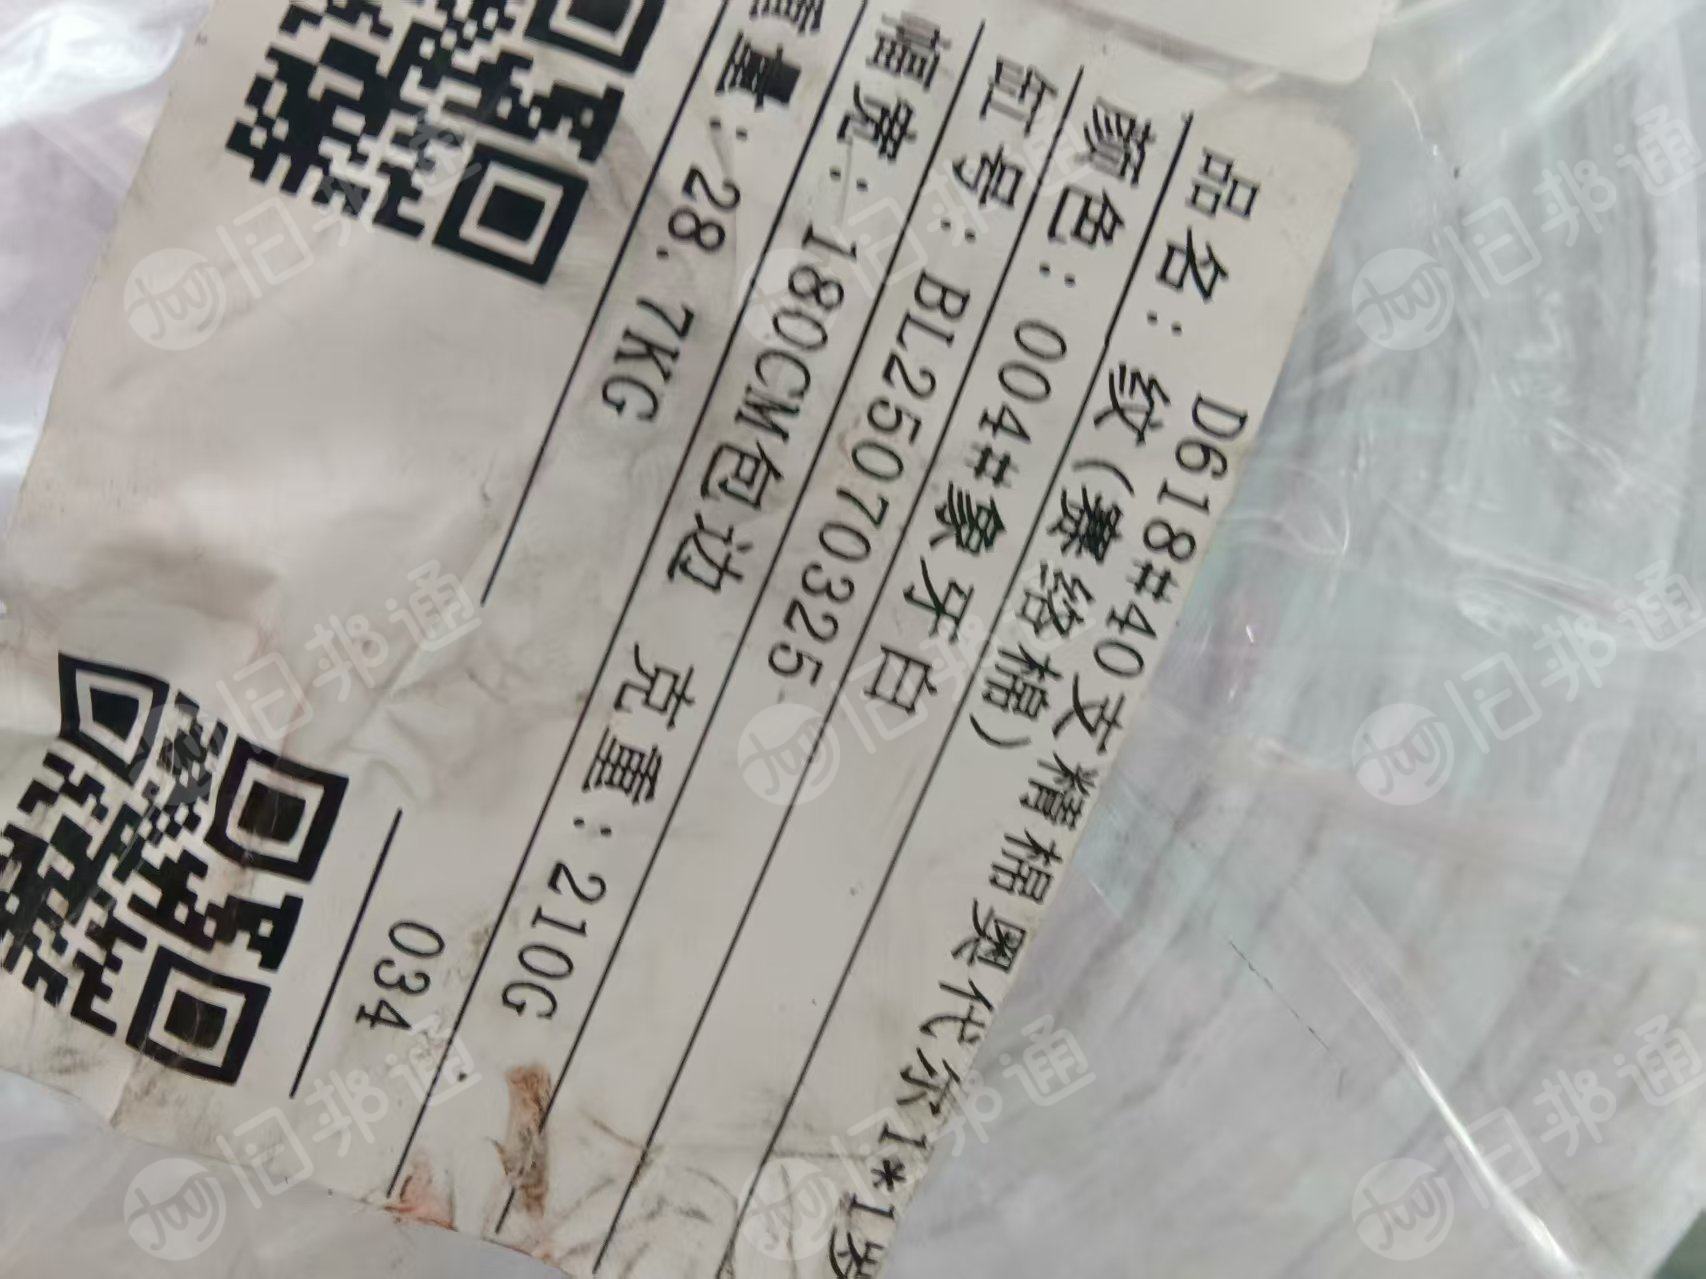 品名: D618#40支精棉奥代尔1*1罗
纹(赛络棉)
颜色: 004#象牙白
缸号: BL25070325
幅宽: 180CM包边 克重: 210G
重量: 28.7KG
034
旧邦通